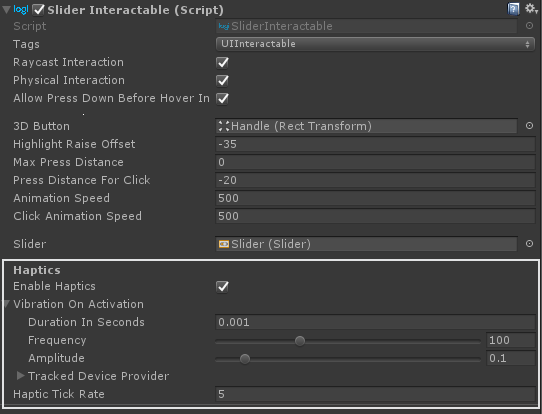 logi Slider Interactable (Script)
Script logi SliderInteractable
Tags UIInteractable
Raycast Interaction
Physical Interaction
Allow Press Down Before Hover In
3D Button Handle (Rect Transform)
Highlight Raise Offset -35
Max Press Distance 0
Press Distance For Click -20
Animation Speed 500
Click Animation Speed 500
Slider Slider (Slider)
Haptics
Enable Haptics
Vibration On Activation
Duration In Seconds 0.001
Frequency 100
Amplitude 0.1
Tracked Device Provider
Haptic Tick Rate 5